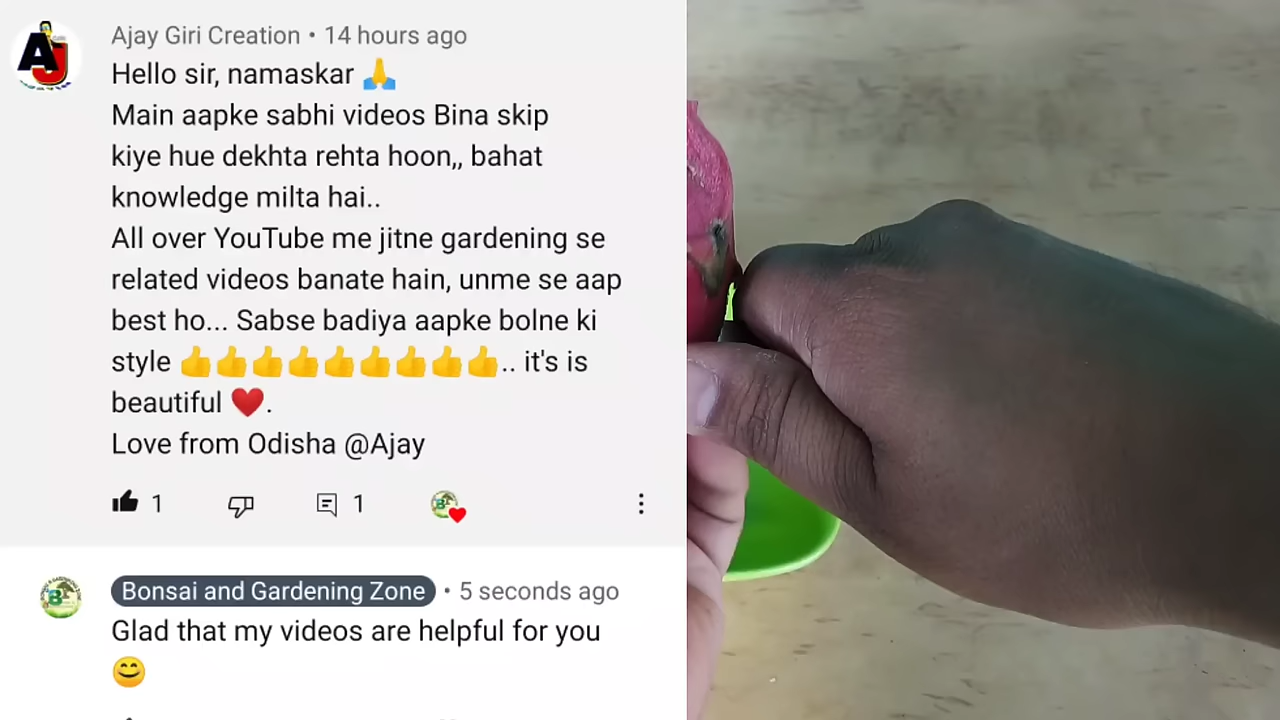 Ajay Giri Creation • 14 hours ago
Hello sir, namaskar 🙏
Main aapke sabhi videos Bina skip
kiye hue dekhta rehta hoon,, bahat
knowledge milta hai..
All over YouTube me jitne gardening se
related videos banate hain, unme se aap
best ho... Sabse badiya aapke bolne ki
style 👍👍👍👍👍👍👍👍👍.. it's is
beautiful ❤️.
Love from Odisha @Ajay
1 1
Bonsai and Gardening Zone • 5 seconds ago
Glad that my videos are helpful for you
😊